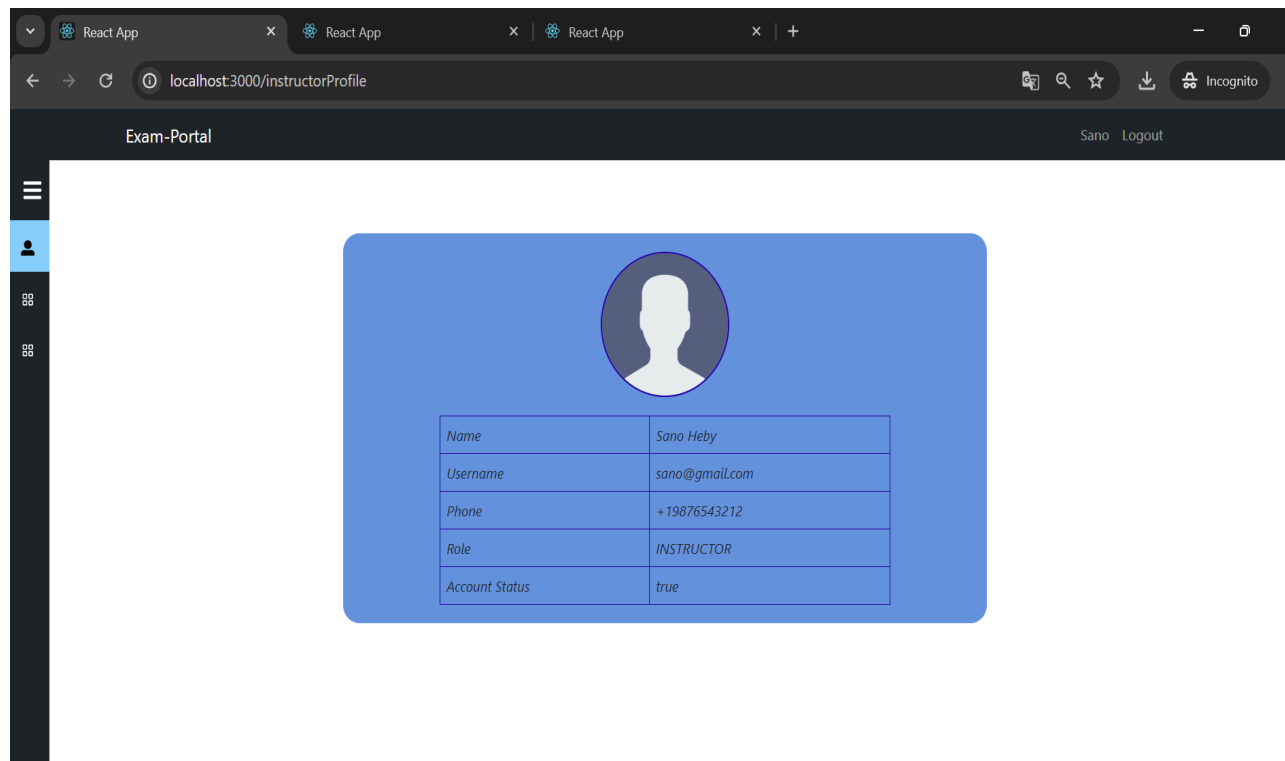 React App React App React App
localhost:3000/instructorProfile Incognito
Exam-Portal Sano Logout
Name Sano Heby
Username sano@gmail.com
Phone +19876543212
Role INSTRUCTOR
Account Status true